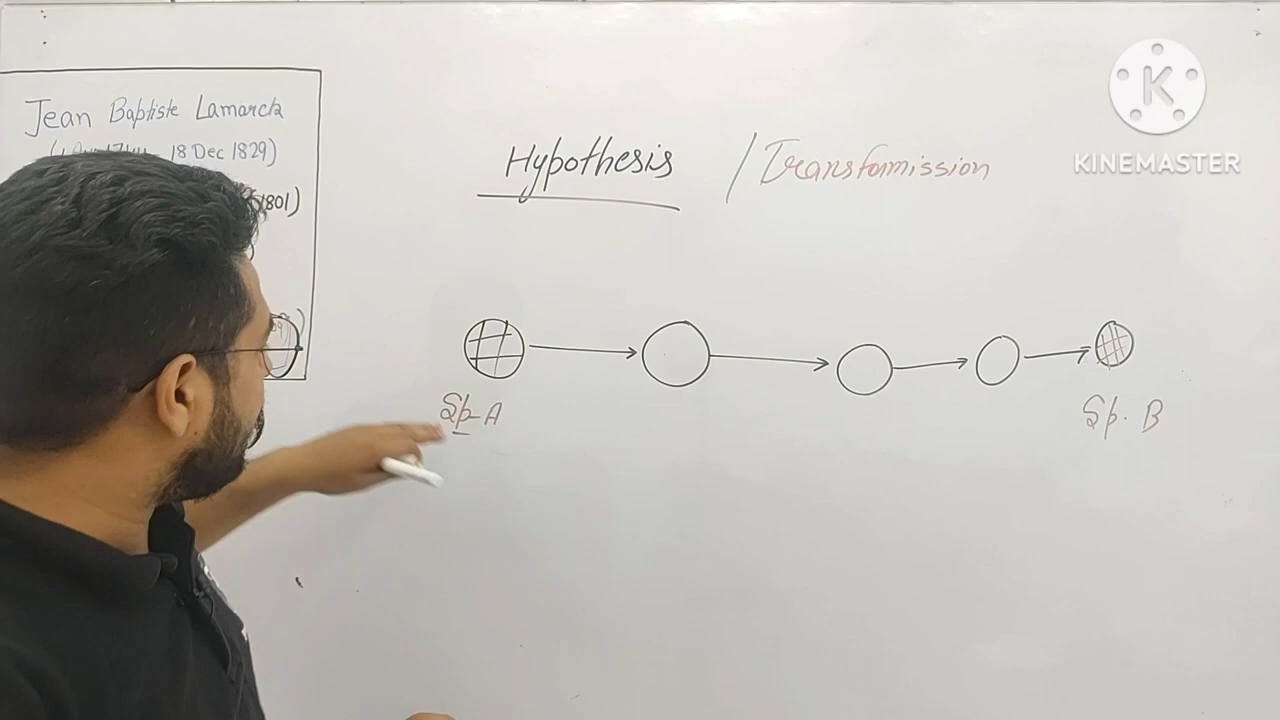 Jean Baptiste Lamarck
18 Dec 1829)
1801)
Hypothesis / Transformission
KINEMASTER
Sp-A
Sp. B